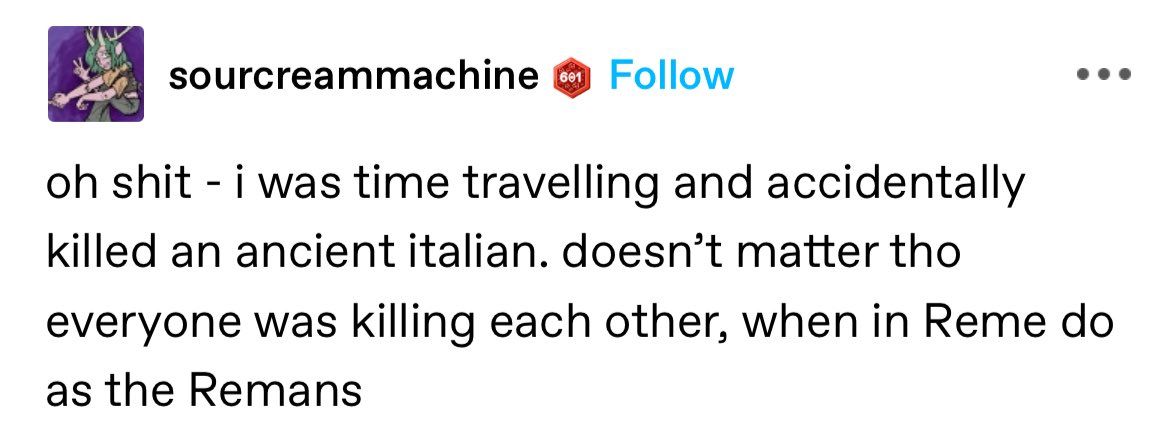 sourcreammachine 601 Follow
oh shit - i was time travelling and accidentally
killed an ancient italian. doesn’t matter tho
everyone was killing each other, when in Reme do
as the Remans